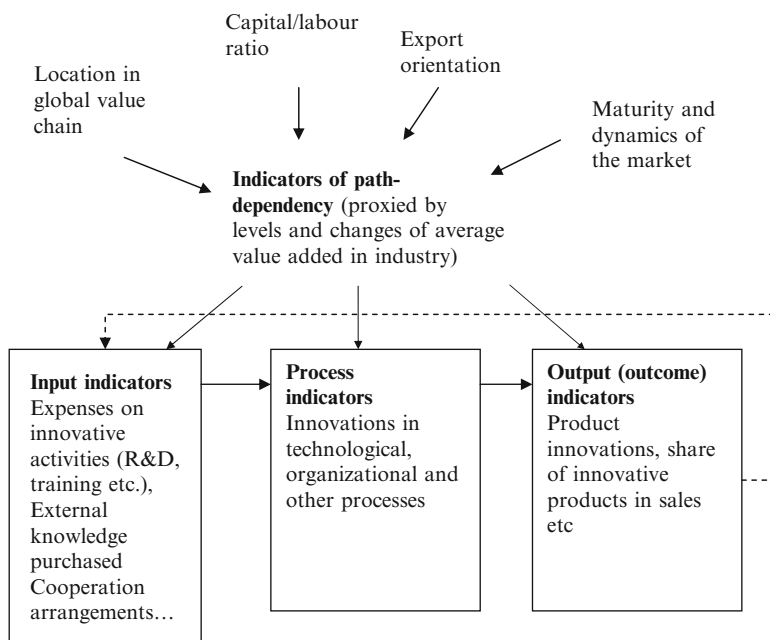 Capital/labour
ratio
Export
orientation
Location in
global value
chain
Maturity and
dynamics of
the market
Indicators of path-
dependency (proxied by
levels and changes of average
value added in industry)
Input indicators
Expenses on
innovative
activities (R&D,
training etc.),
External
knowledge
purchased
Cooperation
arrangements…
Process
indicators
Innovations in
technological,
organizational and
other processes
Output (outcome)
indicators
Product
innovations, share
of innovative
products in sales
etc